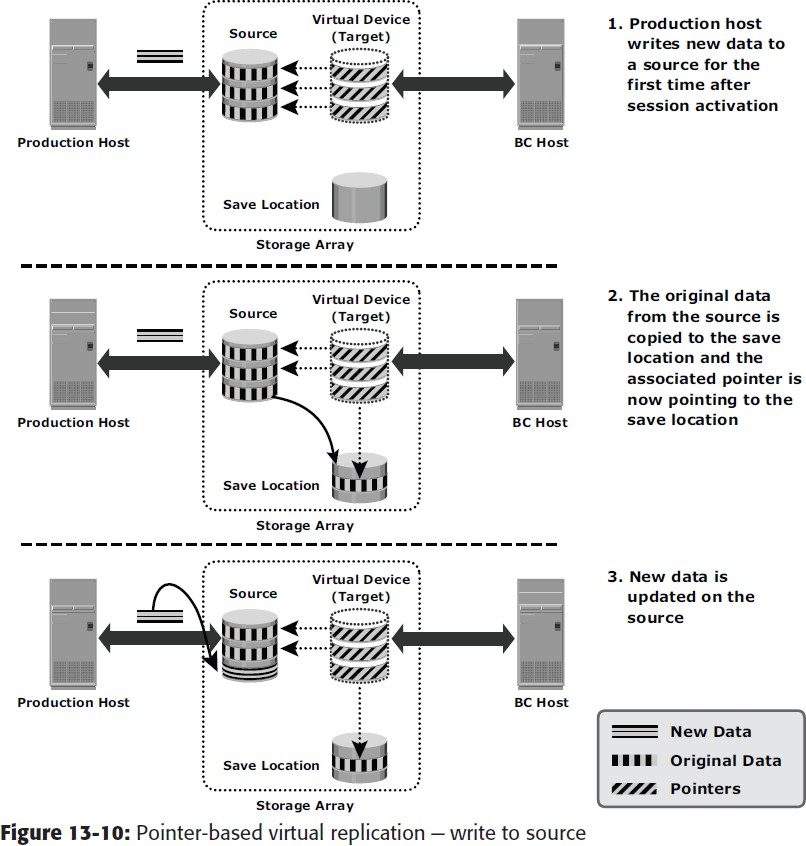 Source
Virtual Device
(Target)
Production Host
BC Host
Save Location
Storage Array
1. Production host
writes new data to
a source for the
first time after
session activation
Source
Virtual Device
(Target)
Production Host
BC Host
Save Location
Storage Array
2. The original data
from the source is
copied to the save
location and the
associated pointer is
now pointing to the
save location
Source
Virtual Device
(Target)
Production Host
BC Host
Save Location
Storage Array
3. New data is
updated on the
source
New Data
Original Data
Pointers
Figure 13-10: Pointer-based virtual replication — write to source